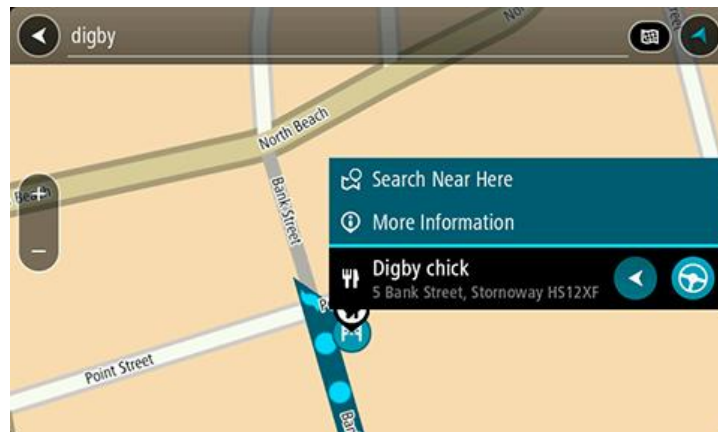 digby
North Beach
Beach
Bank Street
Search Near Here
More Information
Digby chick
5 Bank Street, Stornoway HS12XF
Point Street